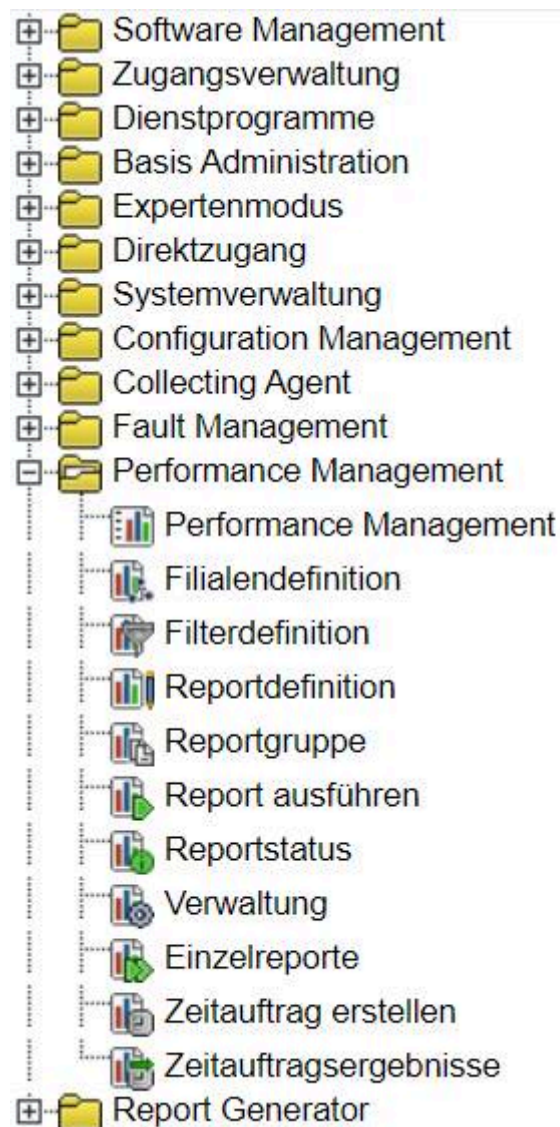 Software Management
Zugangsverwaltung
Dienstprogramme
Basis Administration
Expertenmodus
Direktzugang
Systemverwaltung
Configuration Management
Collecting Agent
Fault Management
Performance Management
Performance Management
Filialendefinition
Filterdefinition
Reportdefinition
Reportgruppe
Report ausführen
Reportstatus
Verwaltung
Einzelreporte
Zeitauftrag erstellen
Zeitauftragsergebnisse
Report Generator